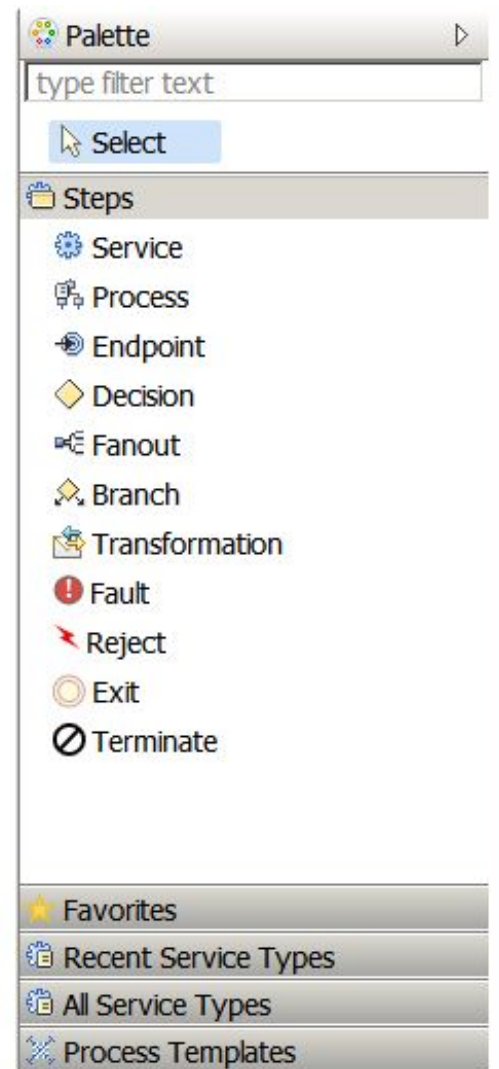 Palette
type filter text
Select
Steps
Service
Process
Endpoint
Decision
Fanout
Branch
Transformation
Fault
Reject
Exit
Terminate
Favorites
Recent Service Types
All Service Types
Process Templates